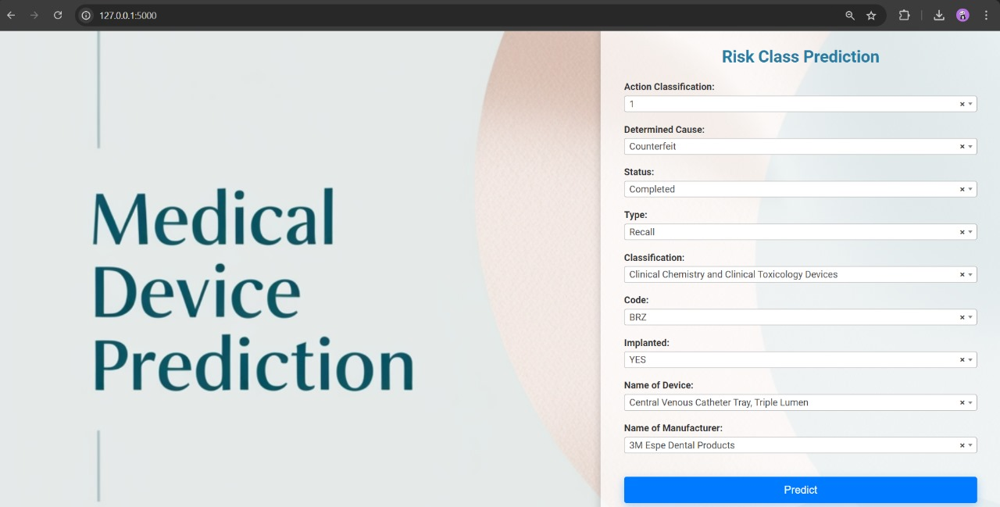 127.0.0.1:5000
Medical
Device
Prediction
Risk Class Prediction
Action Classification:
1
Determined Cause:
Counterfeit
Status:
Completed
Type:
Recall
Classification:
Clinical Chemistry and Clinical Toxicology Devices
Code:
BRZ
Implanted:
YES
Name of Device:
Central Venous Catheter Tray, Triple Lumen
Name of Manufacturer:
3M Espe Dental Products
Predict